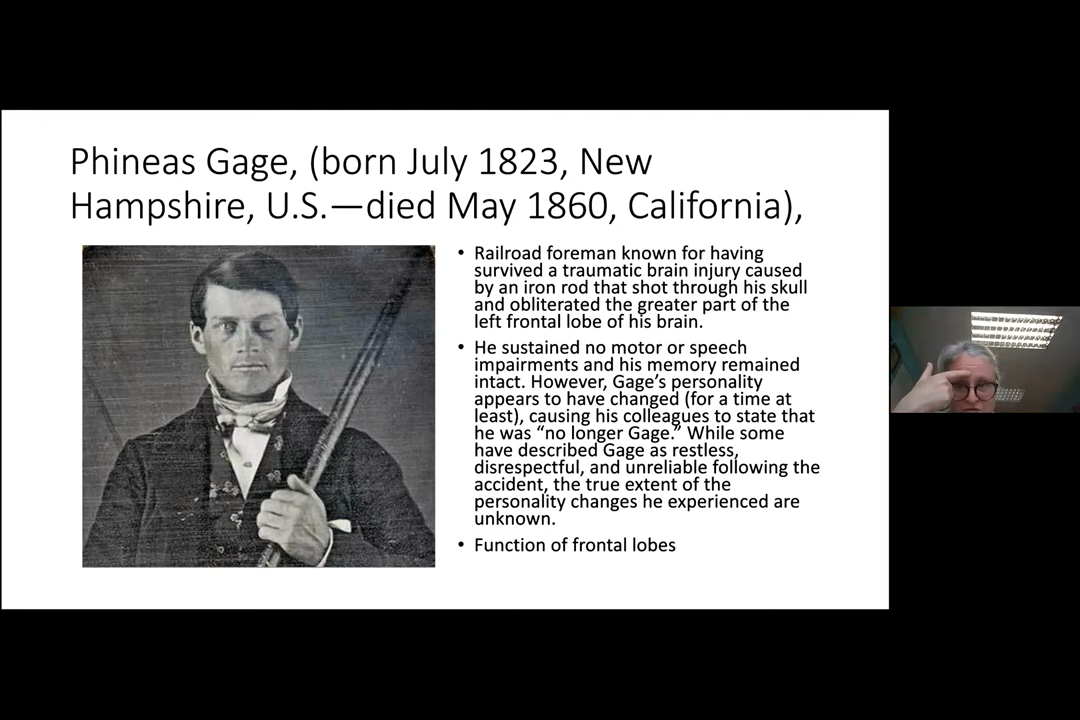 Phineas Gage, (born July 1823, New
Hampshire, U.S.—died May 1860, California),
• Railroad foreman known for having
survived a traumatic brain injury caused
by an iron rod that shot through his skull
and obliterated the greater part of the
left frontal lobe of his brain.
• He sustained no motor or speech
impairments and his memory remained
intact. However, Gage’s personality
appears to have changed (for a time at
least), causing his colleagues to state that
he was “no longer Gage.” While some
have described Gage as restless,
disrespectful, and unreliable following the
accident, the true extent of the
personality changes he experienced are
unknown.
• Function of frontal lobes